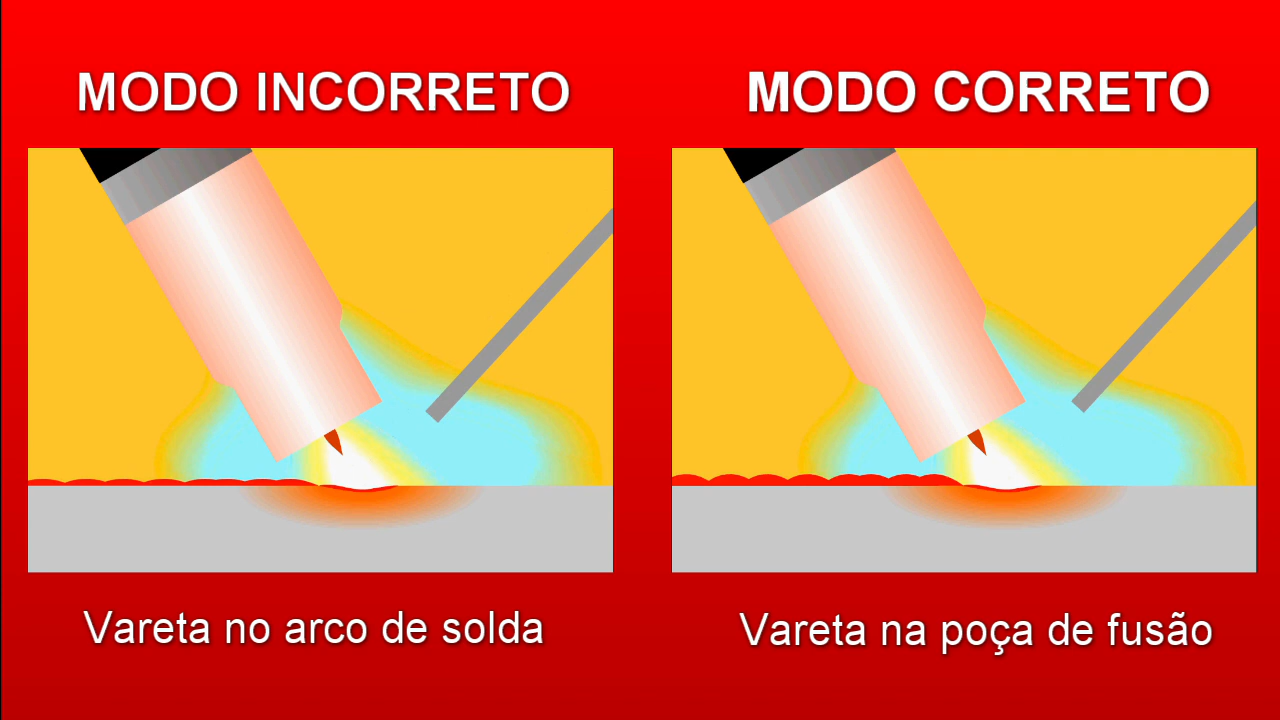 MODO INCORRETO
MODO CORRETO
Vareta no arco de solda
Vareta na poça de fusão